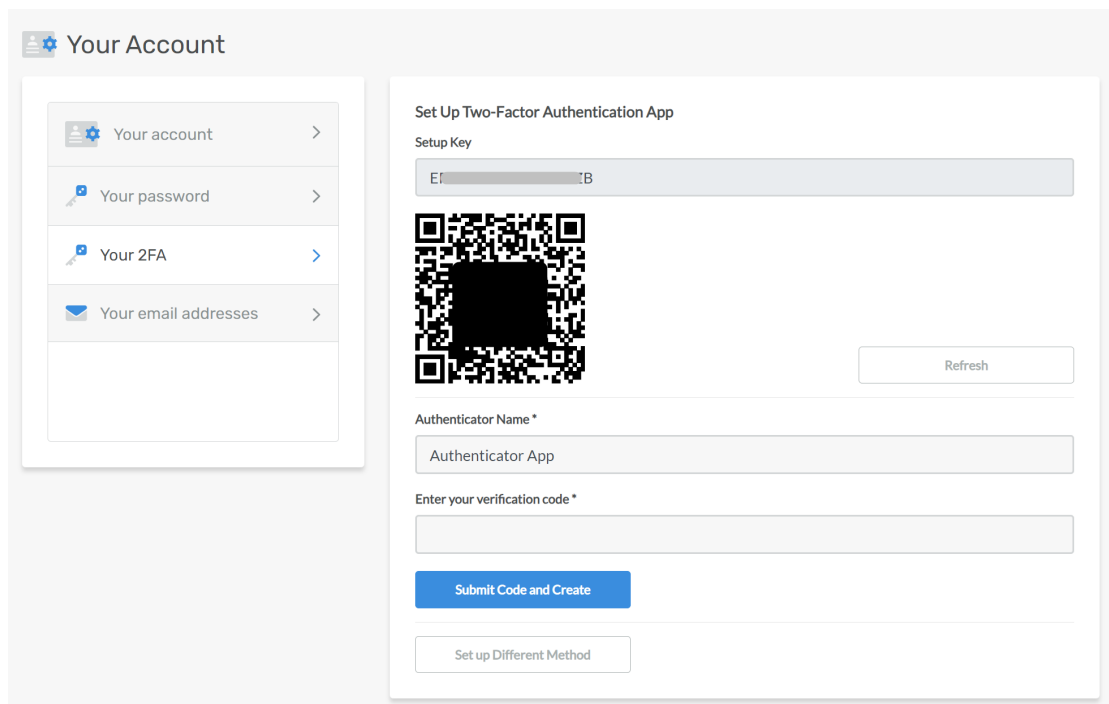 Your Account
Your account
Your password
Your 2FA
Your email addresses
Set Up Two-Factor Authentication App
Setup Key
Refresh
Authenticator Name *
Authenticator App
Enter your verification code *
Submit Code and Create
Set up Different Method